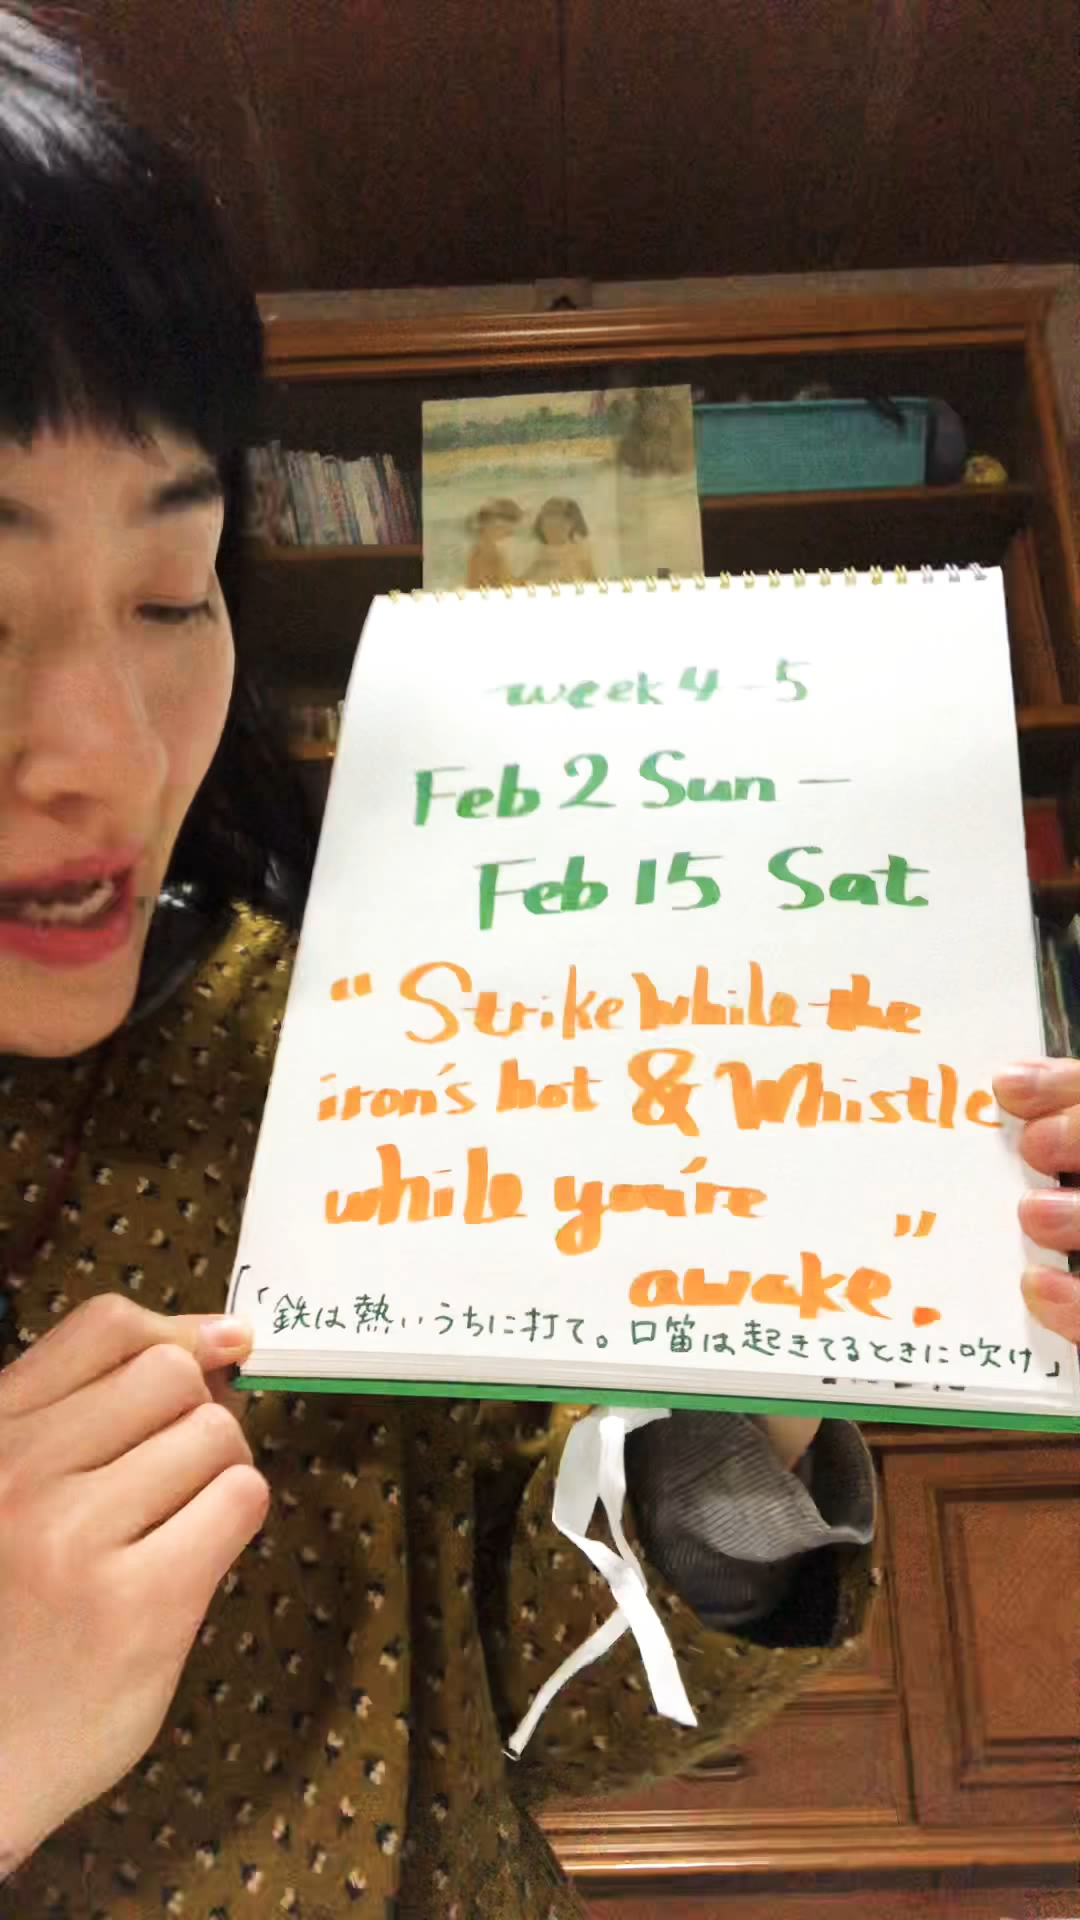 week 4-5
Feb 2 Sun –
Feb 15 Sat
“ Strike while the
iron's hot & Whistle
while you're
awake. ”
「鉄は熱いうちに打て。口笛は起きてるときに吹け」